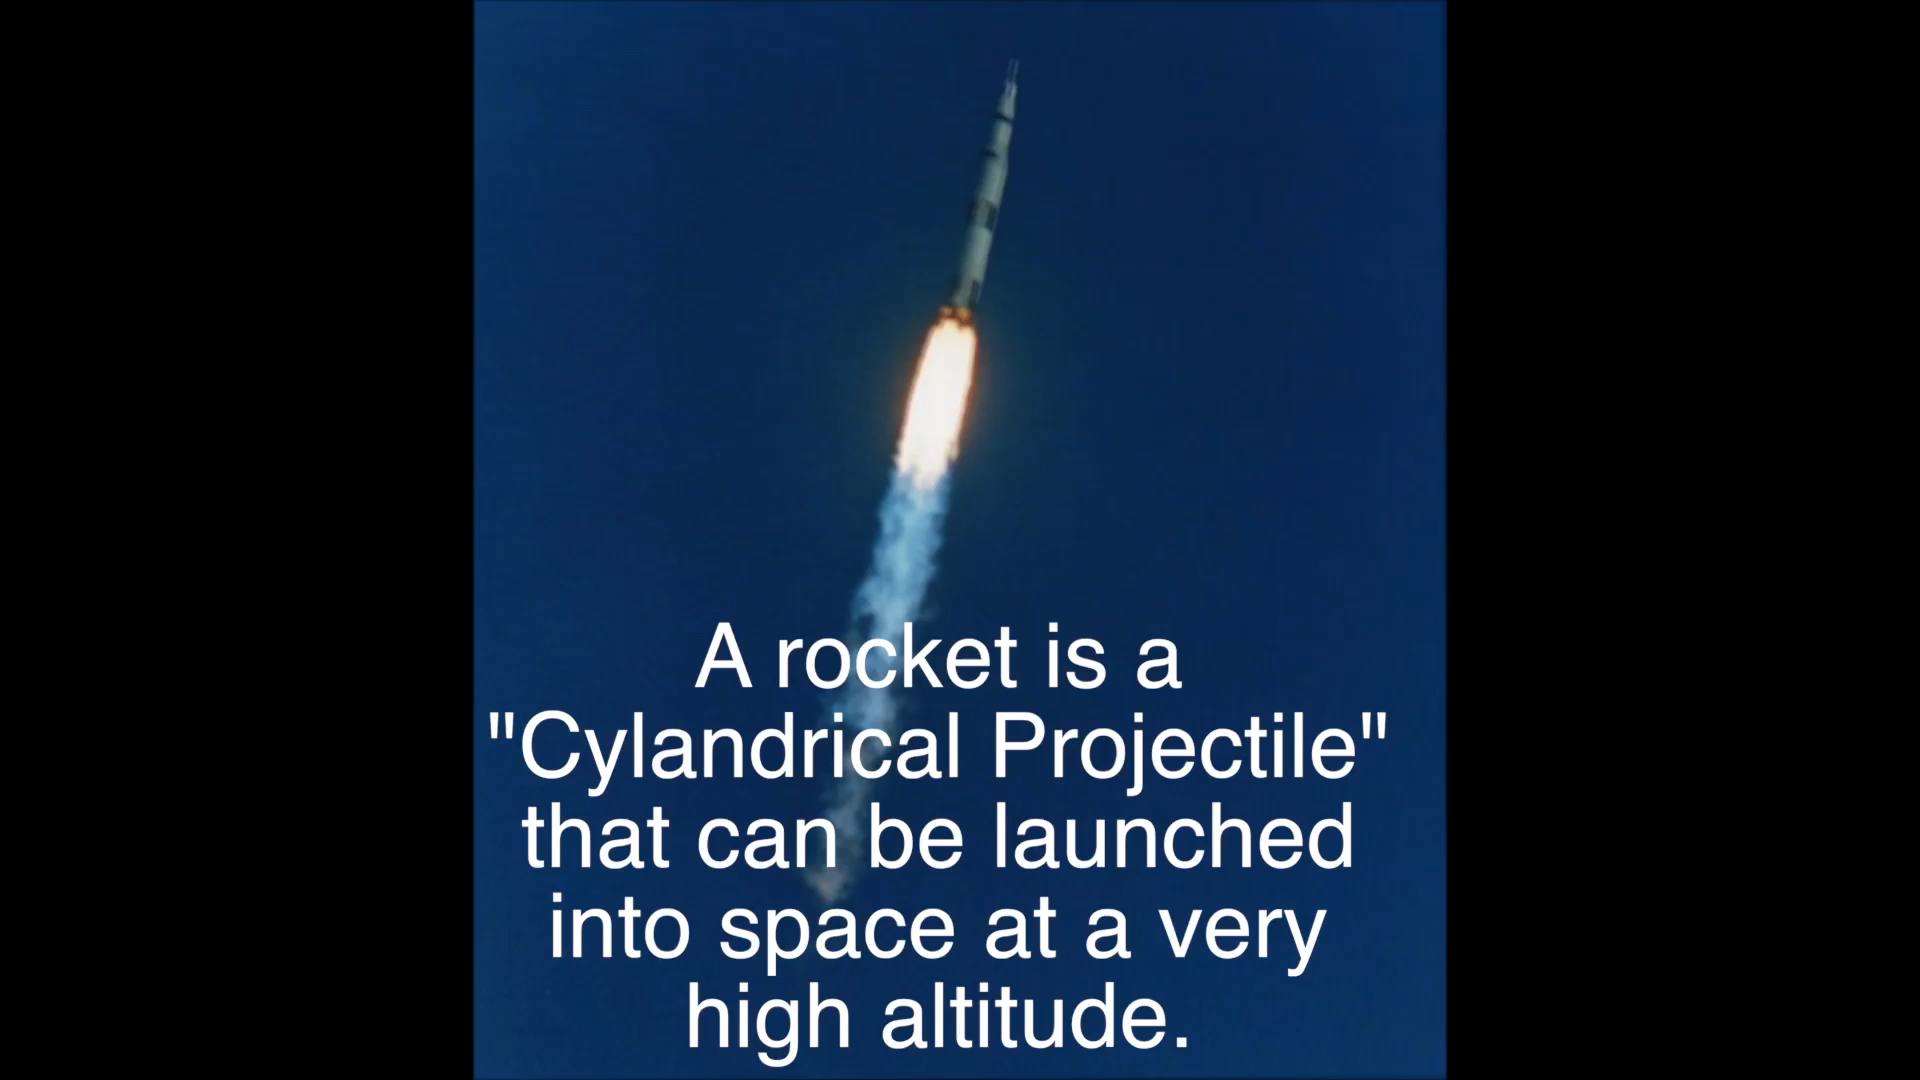 A rocket is a
"Cylandrical Projectile"
that can be launched
into space at a very
high altitude.